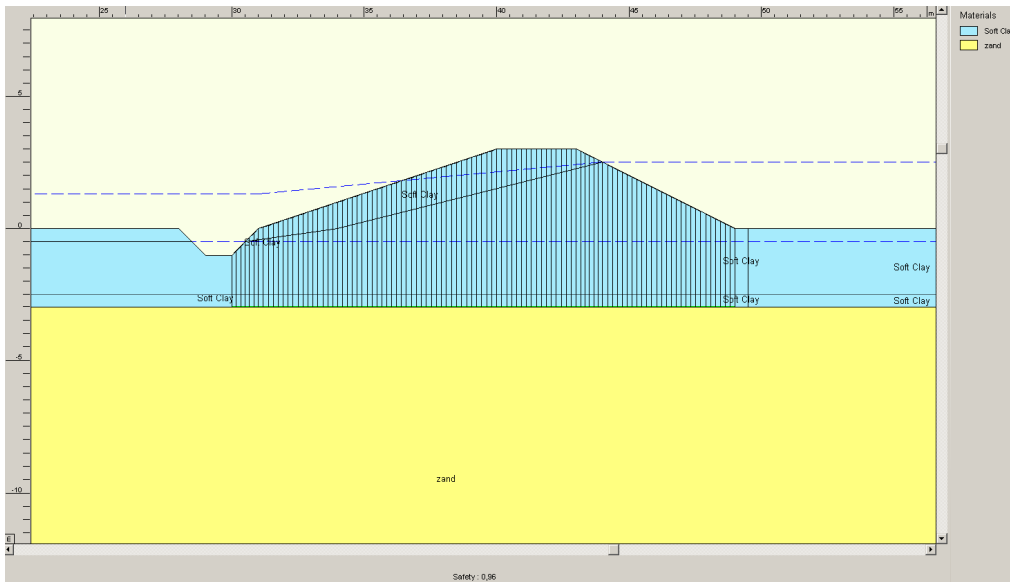 25 30 35 40 45 50 55 m
Materials
Soft Cla
zand
5
Soft Clay
0
Soft Clay
Soft Clay
Soft Clay
Soft Clay
Soft Clay
Soft Clay
-5
zand
-10
E
Safety : 0,96